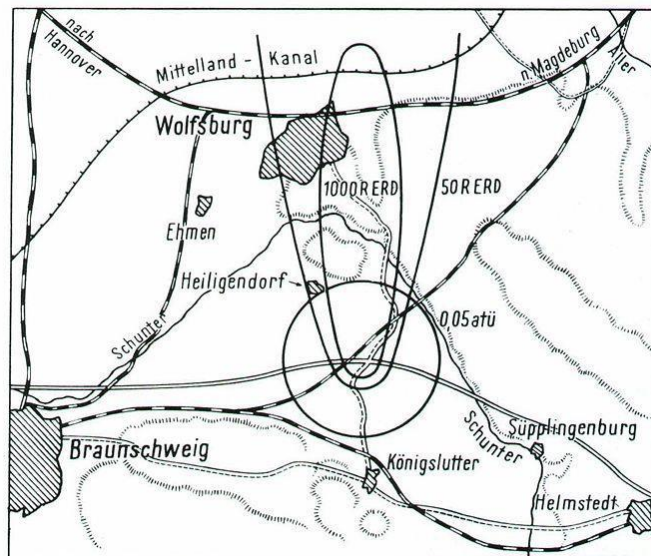 nach
Hannover
Mittelland - Kanal
n. Magdeburg
Aller
Wolfsburg
1000 R ERD
50 R ERD
Ehmen
Heiligendorf
Schunter
0,05 atü
Braunschweig
Schunter
Süpplingenburg
Königslutter
Helmstedt